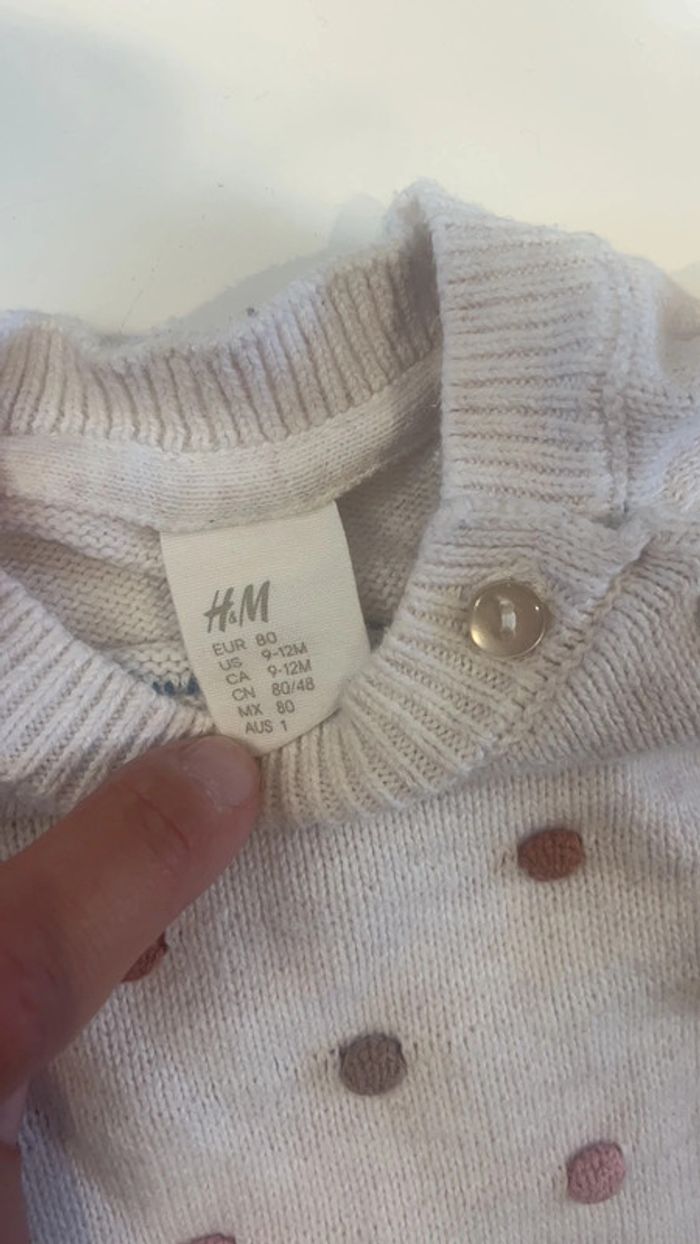 H&M
EUR 80
US 9-12M
CA 9-12M
CN 80/48
MX 80
AUS 1